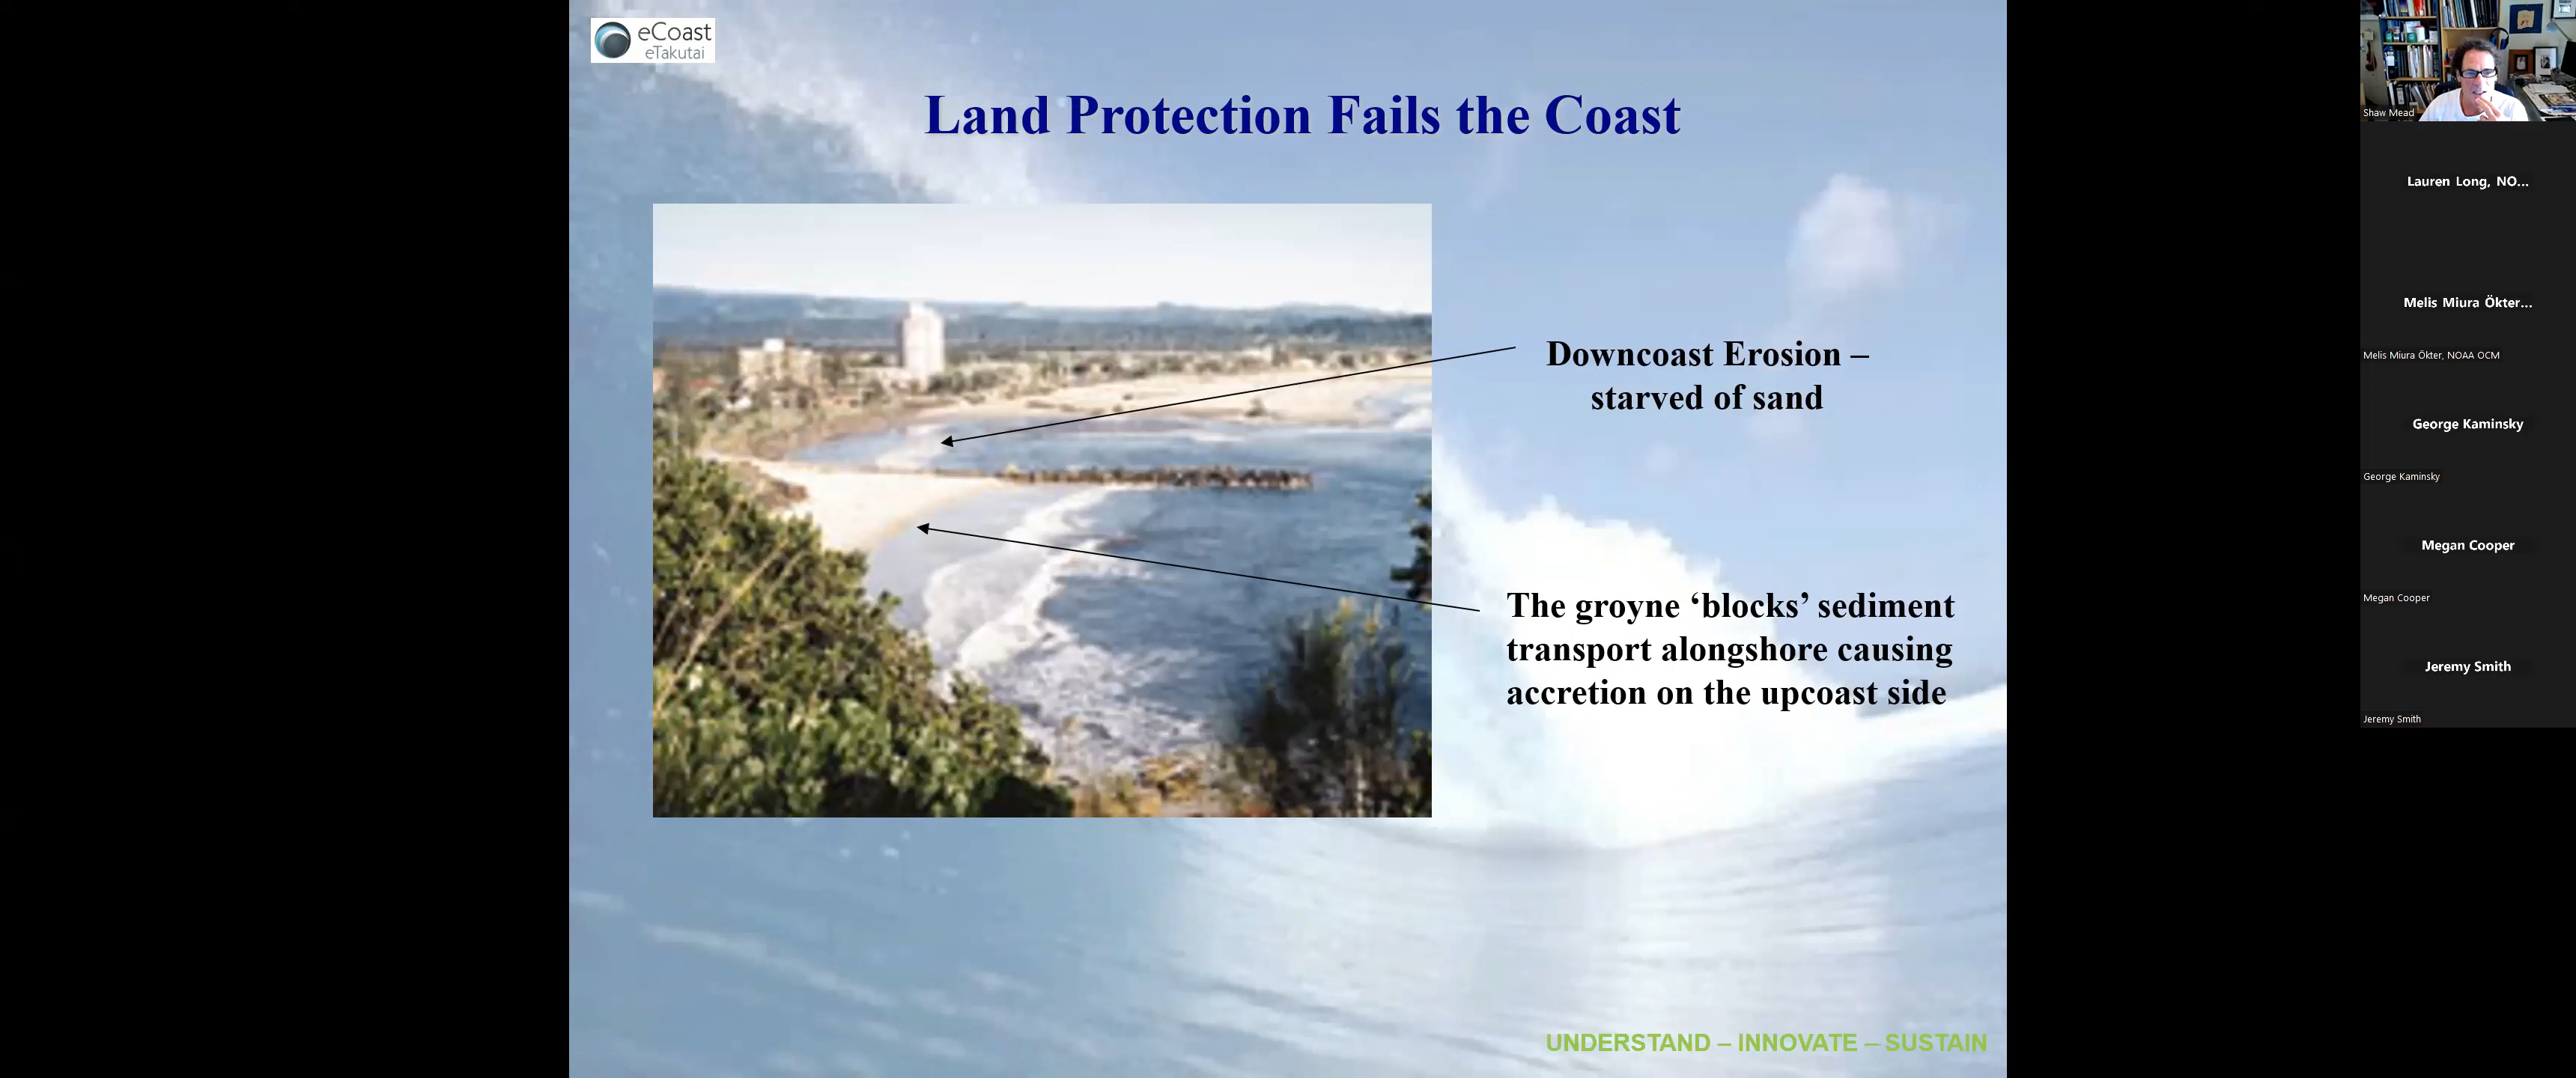 eCoast
eTakutai
Land Protection Fails the Coast
Downcoast Erosion –
starved of sand
The groyne ‘blocks’ sediment
transport alongshore causing
accretion on the upcoast side
UNDERSTAND – INNOVATE – SUSTAIN
Shaw Mead
Lauren Long, NO...
Melis Miura Ökter...
Melis Miura Ökter, NOAA OCM
George Kaminsky
George Kaminsky
Megan Cooper
Megan Cooper
Jeremy Smith
Jeremy Smith